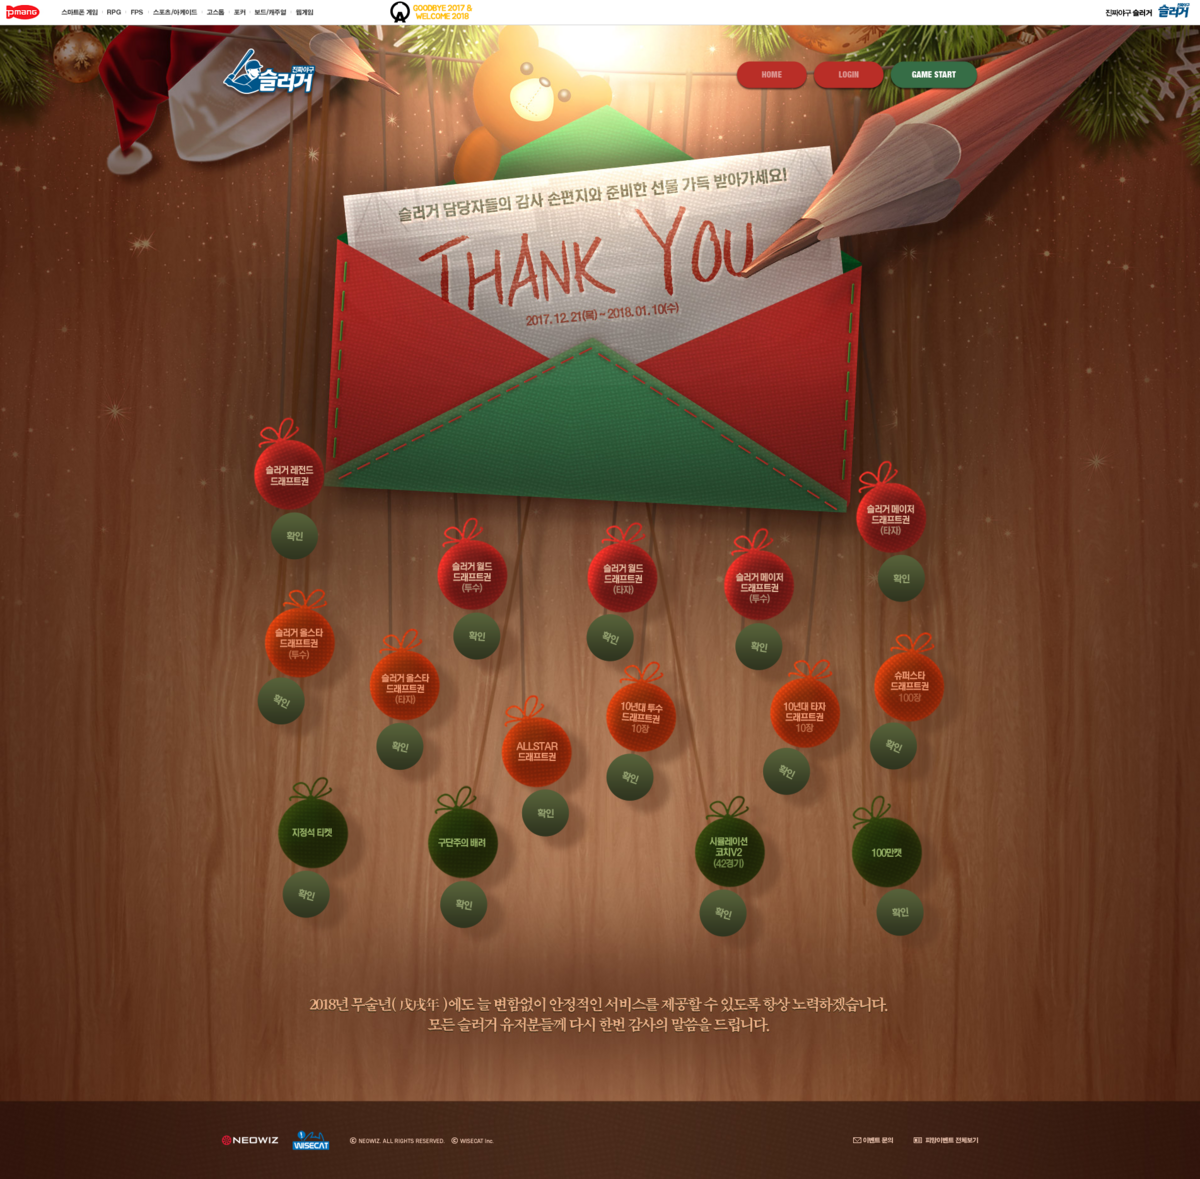 pmang
스마트폰 게임 RPG FPS 스포츠/아케이드 고스톱 포커 보드/캐주얼 웹게임
GOODBYE 2017 &
WELCOME 2018
진짜야구 슬러거
진짜야구
슬러거
진짜야구
슬러거
HOME
LOGIN
GAME START
슬러거 담당자들의 감사 손편지와 준비한 선물 가득 받아가세요!
THANK YOU
2017. 12. 21(목) ~ 2018. 01. 10(수)
슬러거 레전드
드래프트권
확인
슬러거 월드
드래프트권
(투수)
확인
슬러거 월드
드래프트권
(타자)
확인
슬러거 메이저
드래프트권
(투수)
확인
슬러거 메이저
드래프트권
(타자)
확인
슬러거 올스타
드래프트권
(투수)
확인
슬러거 올스타
드래프트권
(타자)
확인
ALLSTAR
드래프트권
확인
10년대 투수
드래프트권
10장
확인
10년대 타자
드래프트권
10장
확인
슈퍼스타
드래프트권
100장
확인
지정석 티켓
확인
구단주의 배려
확인
시뮬레이션
코치V2
(42경기)
확인
100만캣
확인
2018년 무술년( 戊戌年 )에도 늘 변함없이 안정적인 서비스를 제공할 수 있도록 항상 노력하겠습니다.
모든 슬러거 유저분들께 다시 한번 감사의 말씀을 드립니다.
NEOWIZ
WISECAT
ⓒ NEOWIZ. ALL RIGHTS RESERVED. ⓒ WISECAT Inc.
이벤트 문의
피망이벤트 전체보기